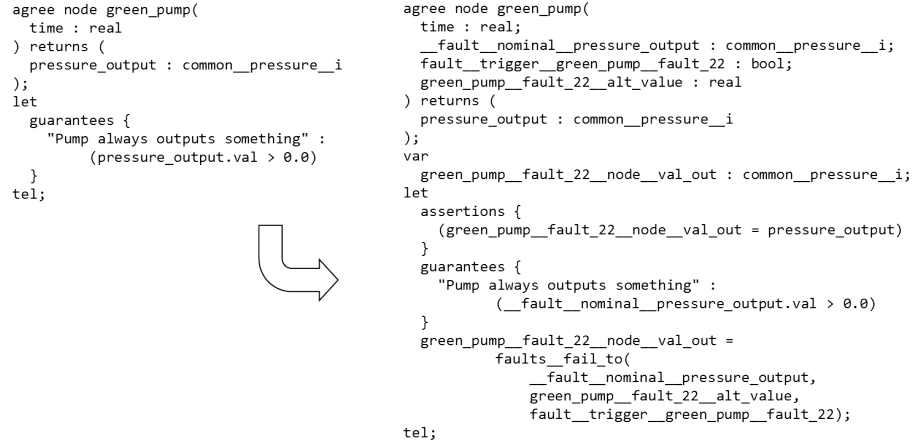 agree node green_pump(
  time : real
) returns (
  pressure_output : common__pressure__i
);
let
  guarantees {
    "Pump always outputs something" :
         (pressure_output.val > 0.0)
  }
tel;
agree node green_pump(
  time : real;
  __fault__nominal__pressure_output : common__pressure__i;
  fault__trigger__green_pump__fault_22 : bool;
  green_pump__fault_22__alt_value : real
) returns (
  pressure_output : common__pressure__i
);
var
  green_pump__fault_22__node__val_out : common__pressure__i;
let
  assertions {
    (green_pump__fault_22__node__val_out = pressure_output)
  }
  guarantees {
    "Pump always outputs something" :
          (__fault__nominal__pressure_output.val > 0.0)
  }
  green_pump__fault_22__node__val_out =
          faults__fail_to(
              __fault__nominal__pressure_output,
              green_pump__fault_22__alt_value,
              fault__trigger__green_pump__fault_22);
tel;